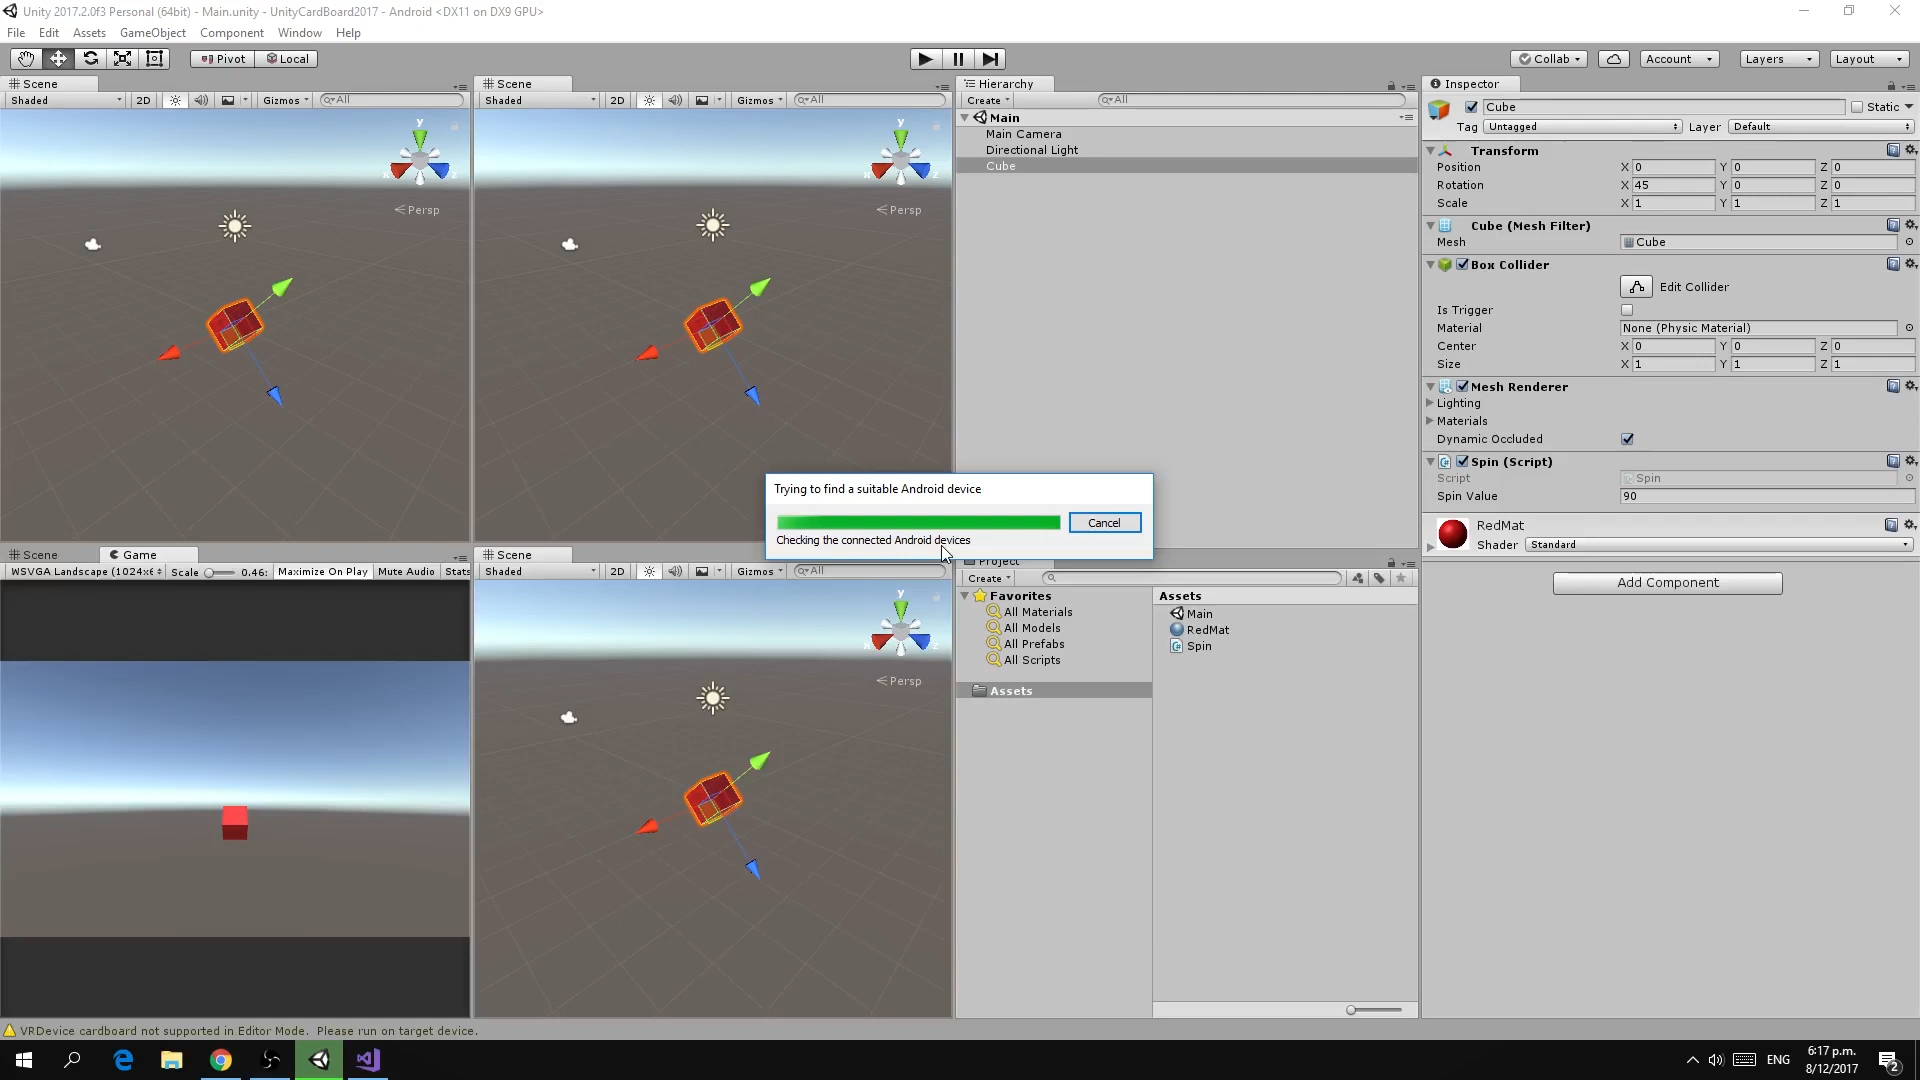 Unity 2017.2.0f3 Personal (64bit) - Main.unity - UnityCardBoard2017 - Android <DX11 on DX9 GPU>
File Edit Assets GameObject Component Window Help
Pivot Local Collab Account Layers Layout
Scene
Shaded 2D Gizmos All
y
x z
Persp
Scene
Shaded 2D Gizmos All
y
z
Persp
Hierarchy
Create All
Main
Main Camera
Directional Light
Cube
Inspector
Cube Static
Tag Untagged Layer Default
Transform
Position X 0 Y 0 Z 0
Rotation X 45 Y 0 Z 0
Scale X 1 Y 1 Z 1
Cube (Mesh Filter)
Mesh Cube
Box Collider
Edit Collider
Is Trigger
Material None (Physic Material)
Center X 0 Y 0 Z 0
Size X 1 Y 1 Z 1
Mesh Renderer
Lighting
Materials
Dynamic Occluded
Spin (Script)
Script Spin
Spin Value 90
RedMat
Shader Standard
Add Component
Trying to find a suitable Android device
Cancel
Checking the connected Android devices
Scene Game
WSVGA Landscape (1024x6 Scale 0.46: Maximize On Play Mute Audio Stats
Scene
Shaded 2D Gizmos All
y
z
Persp
Project
Create
Favorites
All Materials
All Models
All Prefabs
All Scripts
Assets
Assets
Main
RedMat
Spin
VRDevice cardboard not supported in Editor Mode. Please run on target device.
ENG
6:17 p.m.
8/12/2017
2